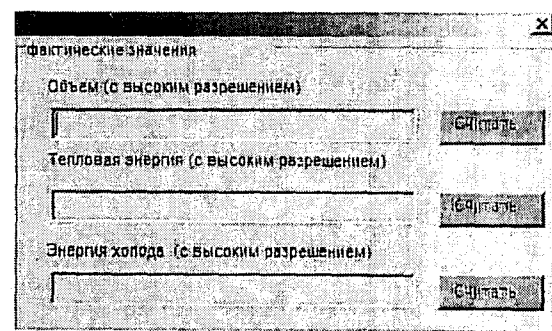 фактические значения
Объем (с высоким разрешением)
Считать
Тепловая энергия (с высоким разрешением)
Считать
Энергия холода (с высоким разрешением)
Считать